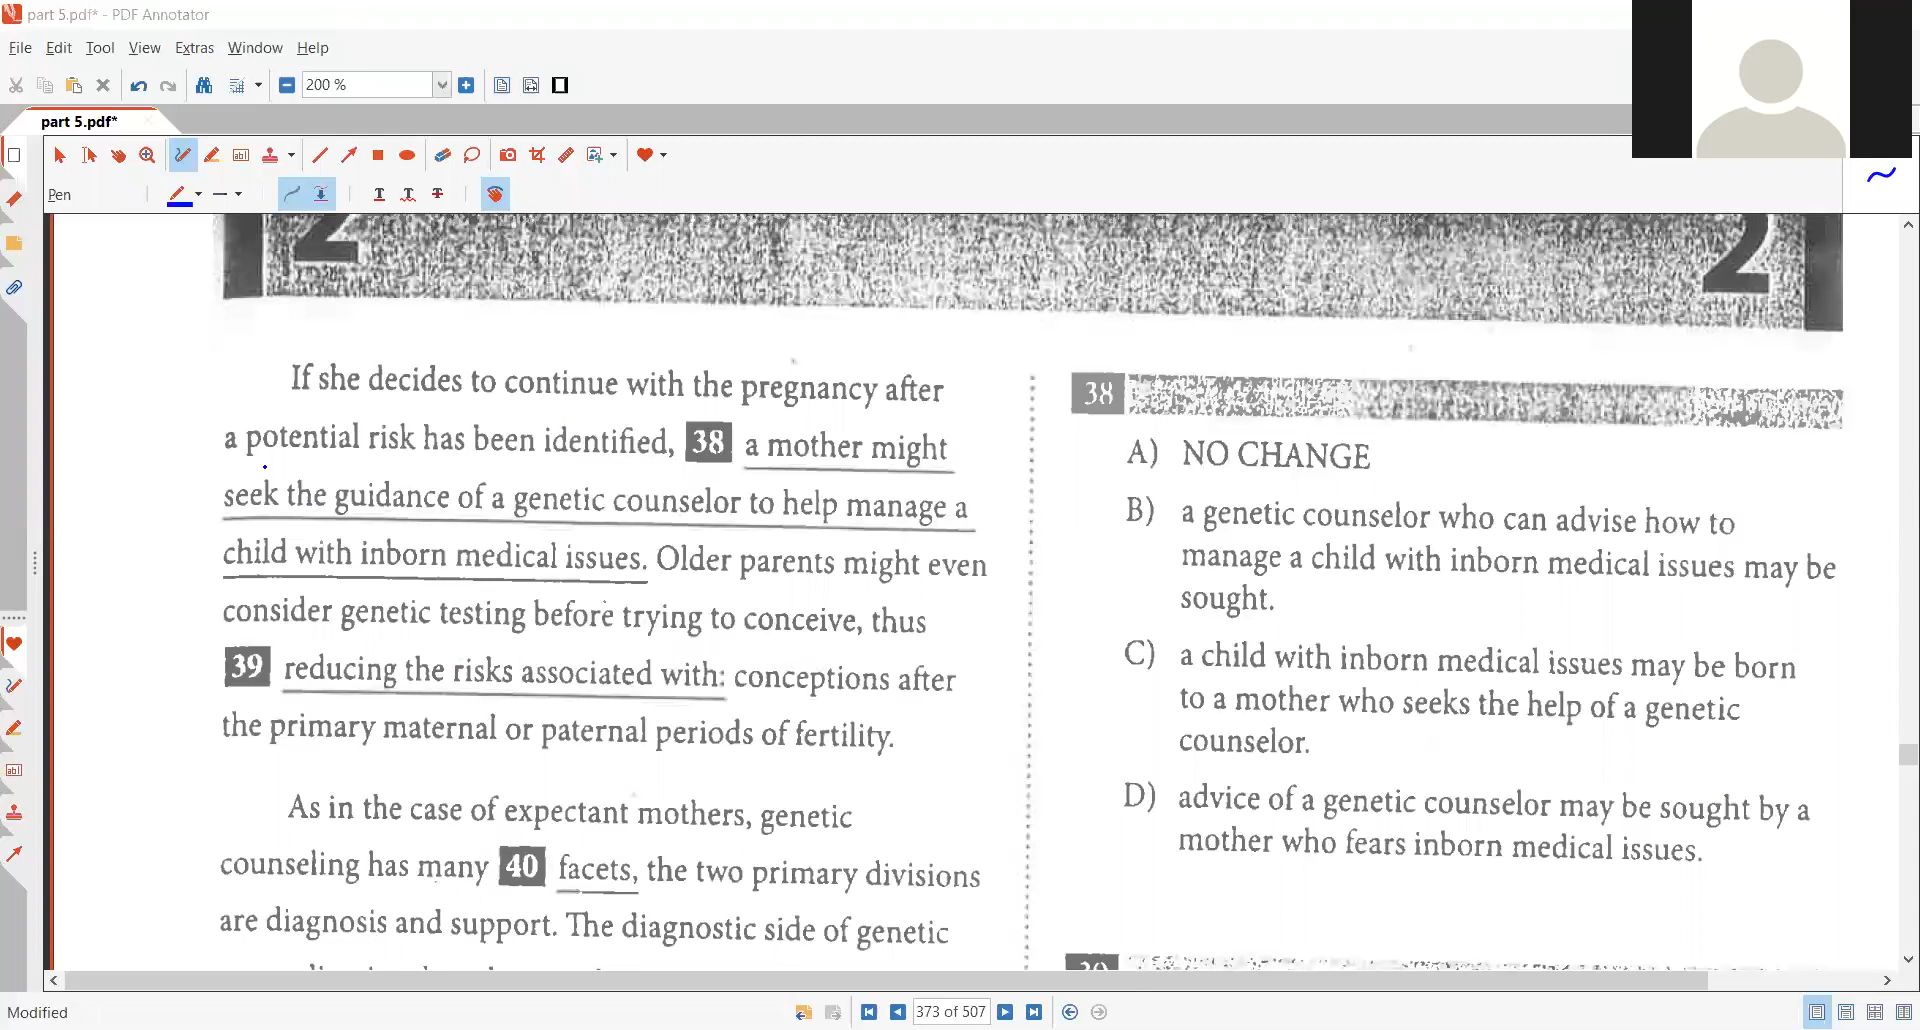 part 5.pdf* - PDF Annotator
File Edit Tool View Extras Window Help
200 %
part 5.pdf*
Pen
2 2
If she decides to continue with the pregnancy after
a potential risk has been identified, 38 a mother might
seek the guidance of a genetic counselor to help manage a
child with inborn medical issues. Older parents might even
consider genetic testing before trying to conceive, thus
39 reducing the risks associated with: conceptions after
the primary maternal or paternal periods of fertility.
As in the case of expectant mothers, genetic
counseling has many 40 facets, the two primary divisions
are diagnosis and support. The diagnostic side of genetic
38
A) NO CHANGE
B) a genetic counselor who can advise how to
manage a child with inborn medical issues may be
sought.
C) a child with inborn medical issues may be born
to a mother who seeks the help of a genetic
counselor.
D) advice of a genetic counselor may be sought by a
mother who fears inborn medical issues.
39
Modified
373 of 507